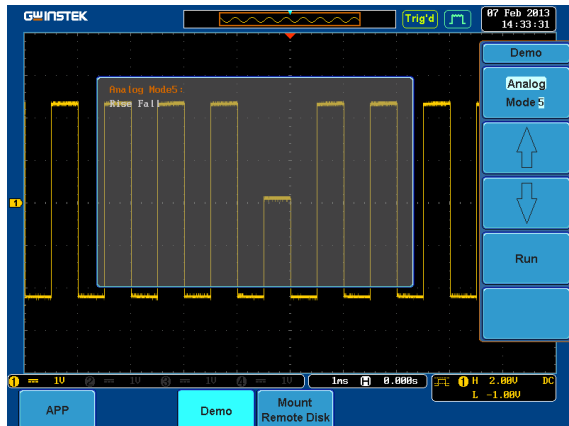 GWINSTEK
Trig'd
07 Feb 2013
14:33:31
Demo
Analog
Mode 5
Analog Mode5:
Rise Fall
1
Run
1 1V 2 1V 3 1V 4 1V
1ms H 0.000s
1 H 2.00V DC
L -1.00V
APP
Demo
Mount
Remote Disk